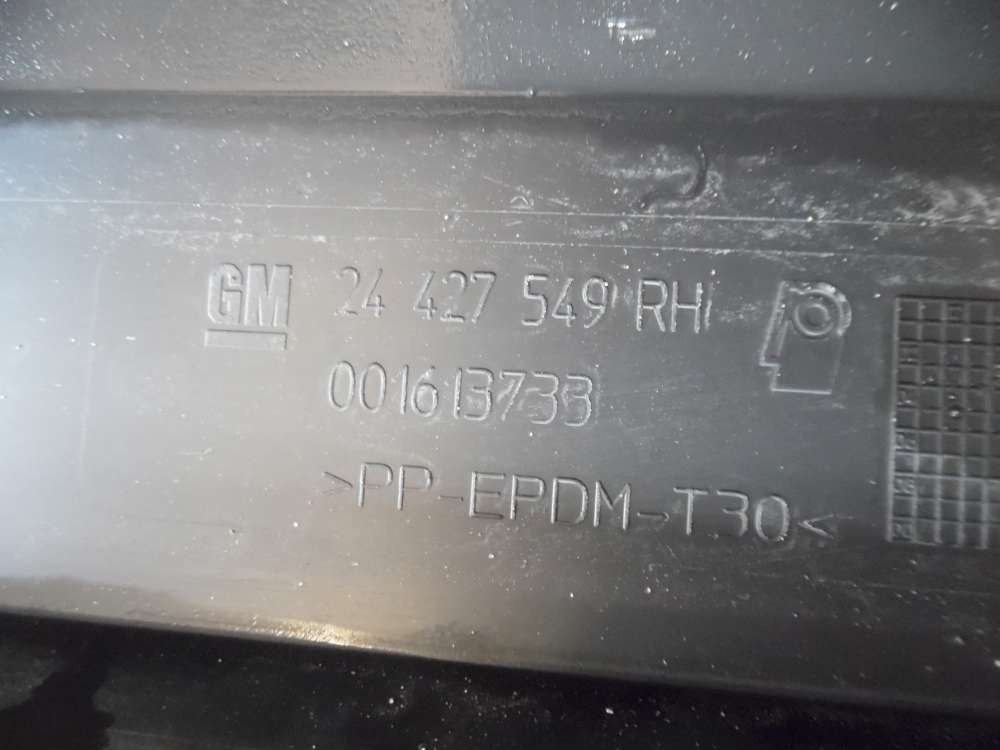 GM 24 427 549 RH
001613733
>PP-EPDM-T30<